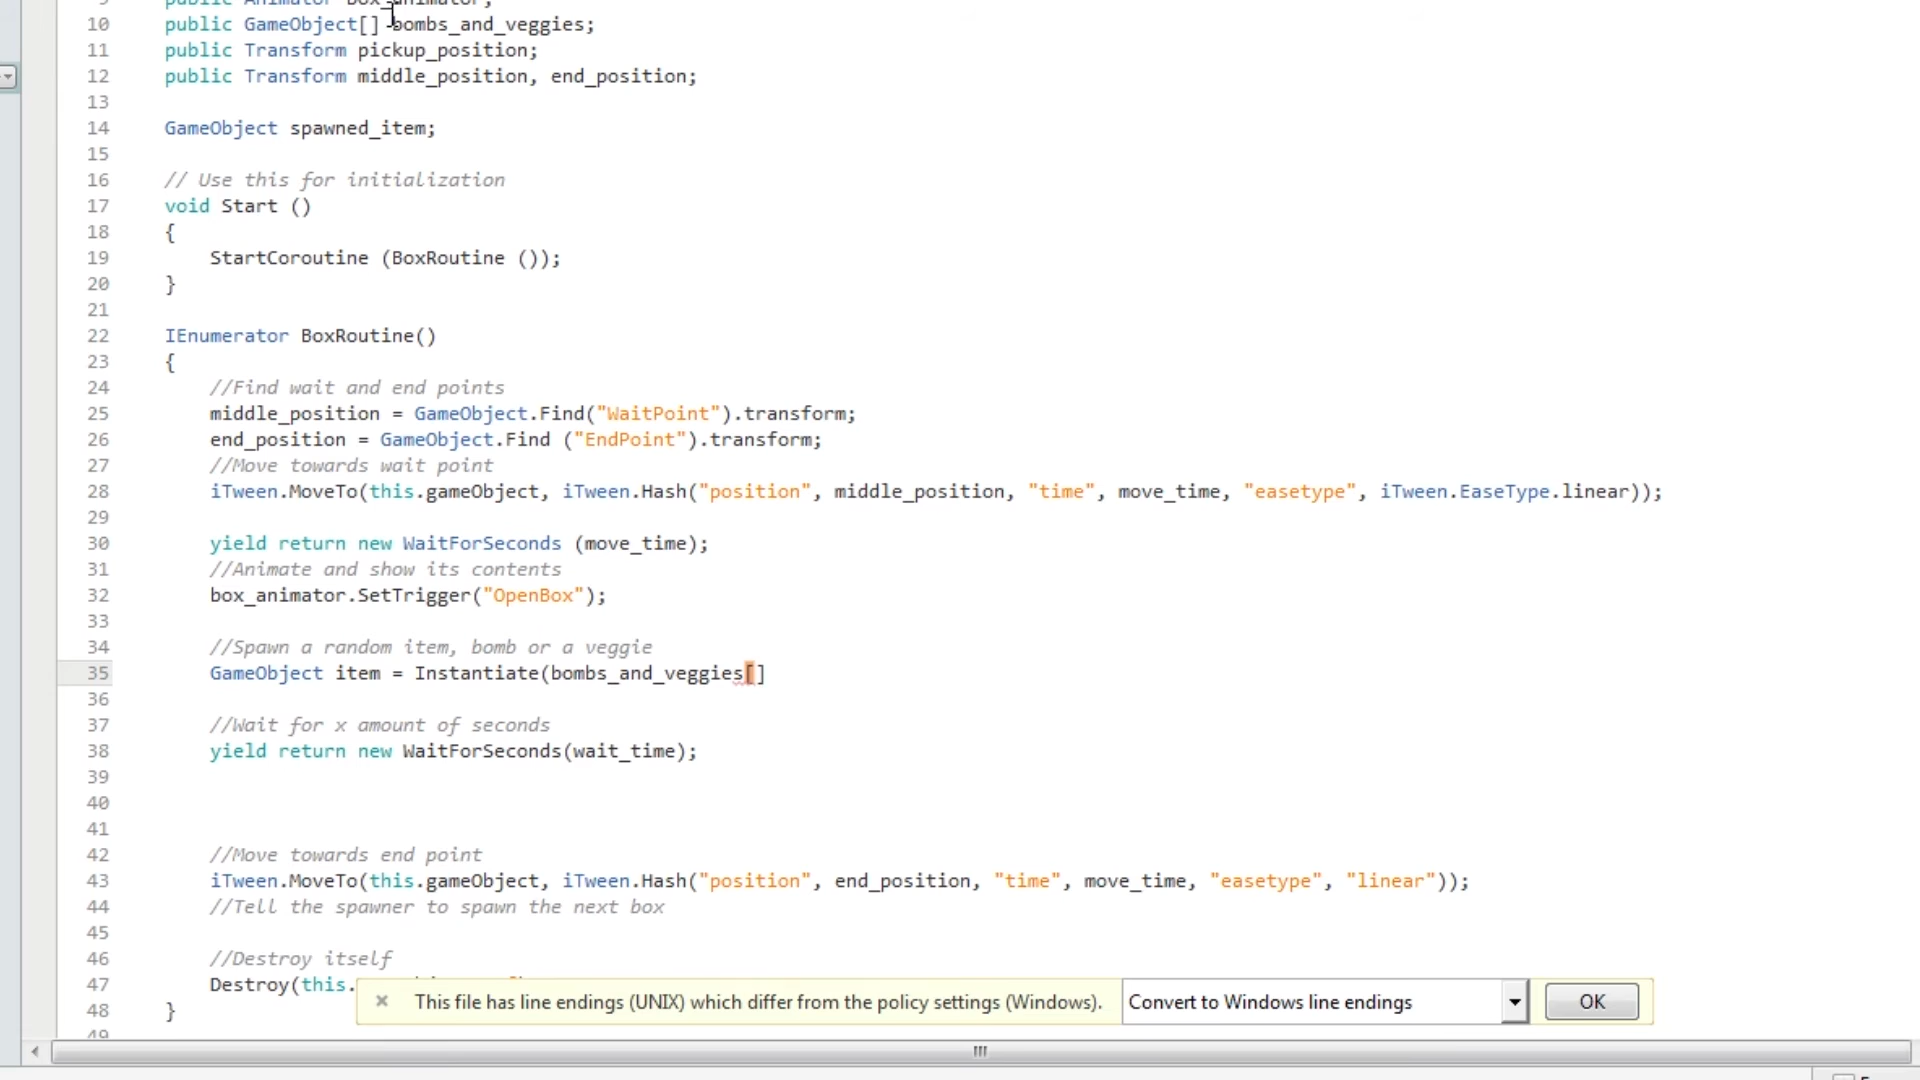 9 public Animator box_animator;
10 public GameObject[] bombs_and_veggies;
11 public Transform pickup_position;
12 public Transform middle_position, end_position;
13
14 GameObject spawned_item;
15
16 // Use this for initialization
17 void Start ()
18 {
19 StartCoroutine (BoxRoutine ());
20 }
21
22 IEnumerator BoxRoutine()
23 {
24 //Find wait and end points
25 middle_position = GameObject.Find("WaitPoint").transform;
26 end_position = GameObject.Find ("EndPoint").transform;
27 //Move towards wait point
28 iTween.MoveTo(this.gameObject, iTween.Hash("position", middle_position, "time", move_time, "easetype", iTween.EaseType.linear));
29
30 yield return new WaitForSeconds (move_time);
31 //Animate and show its contents
32 box_animator.SetTrigger("OpenBox");
33
34 //Spawn a random item, bomb or a veggie
35 GameObject item = Instantiate(bombs_and_veggies[]
36
37 //Wait for x amount of seconds
38 yield return new WaitForSeconds(wait_time);
39
40
41
42 //Move towards end point
43 iTween.MoveTo(this.gameObject, iTween.Hash("position", end_position, "time", move_time, "easetype", "linear"));
44 //Tell the spawner to spawn the next box
45
46 //Destroy itself
47 Destroy(this.
This file has line endings (UNIX) which differ from the policy settings (Windows). Convert to Windows line endings OK
48 }
49